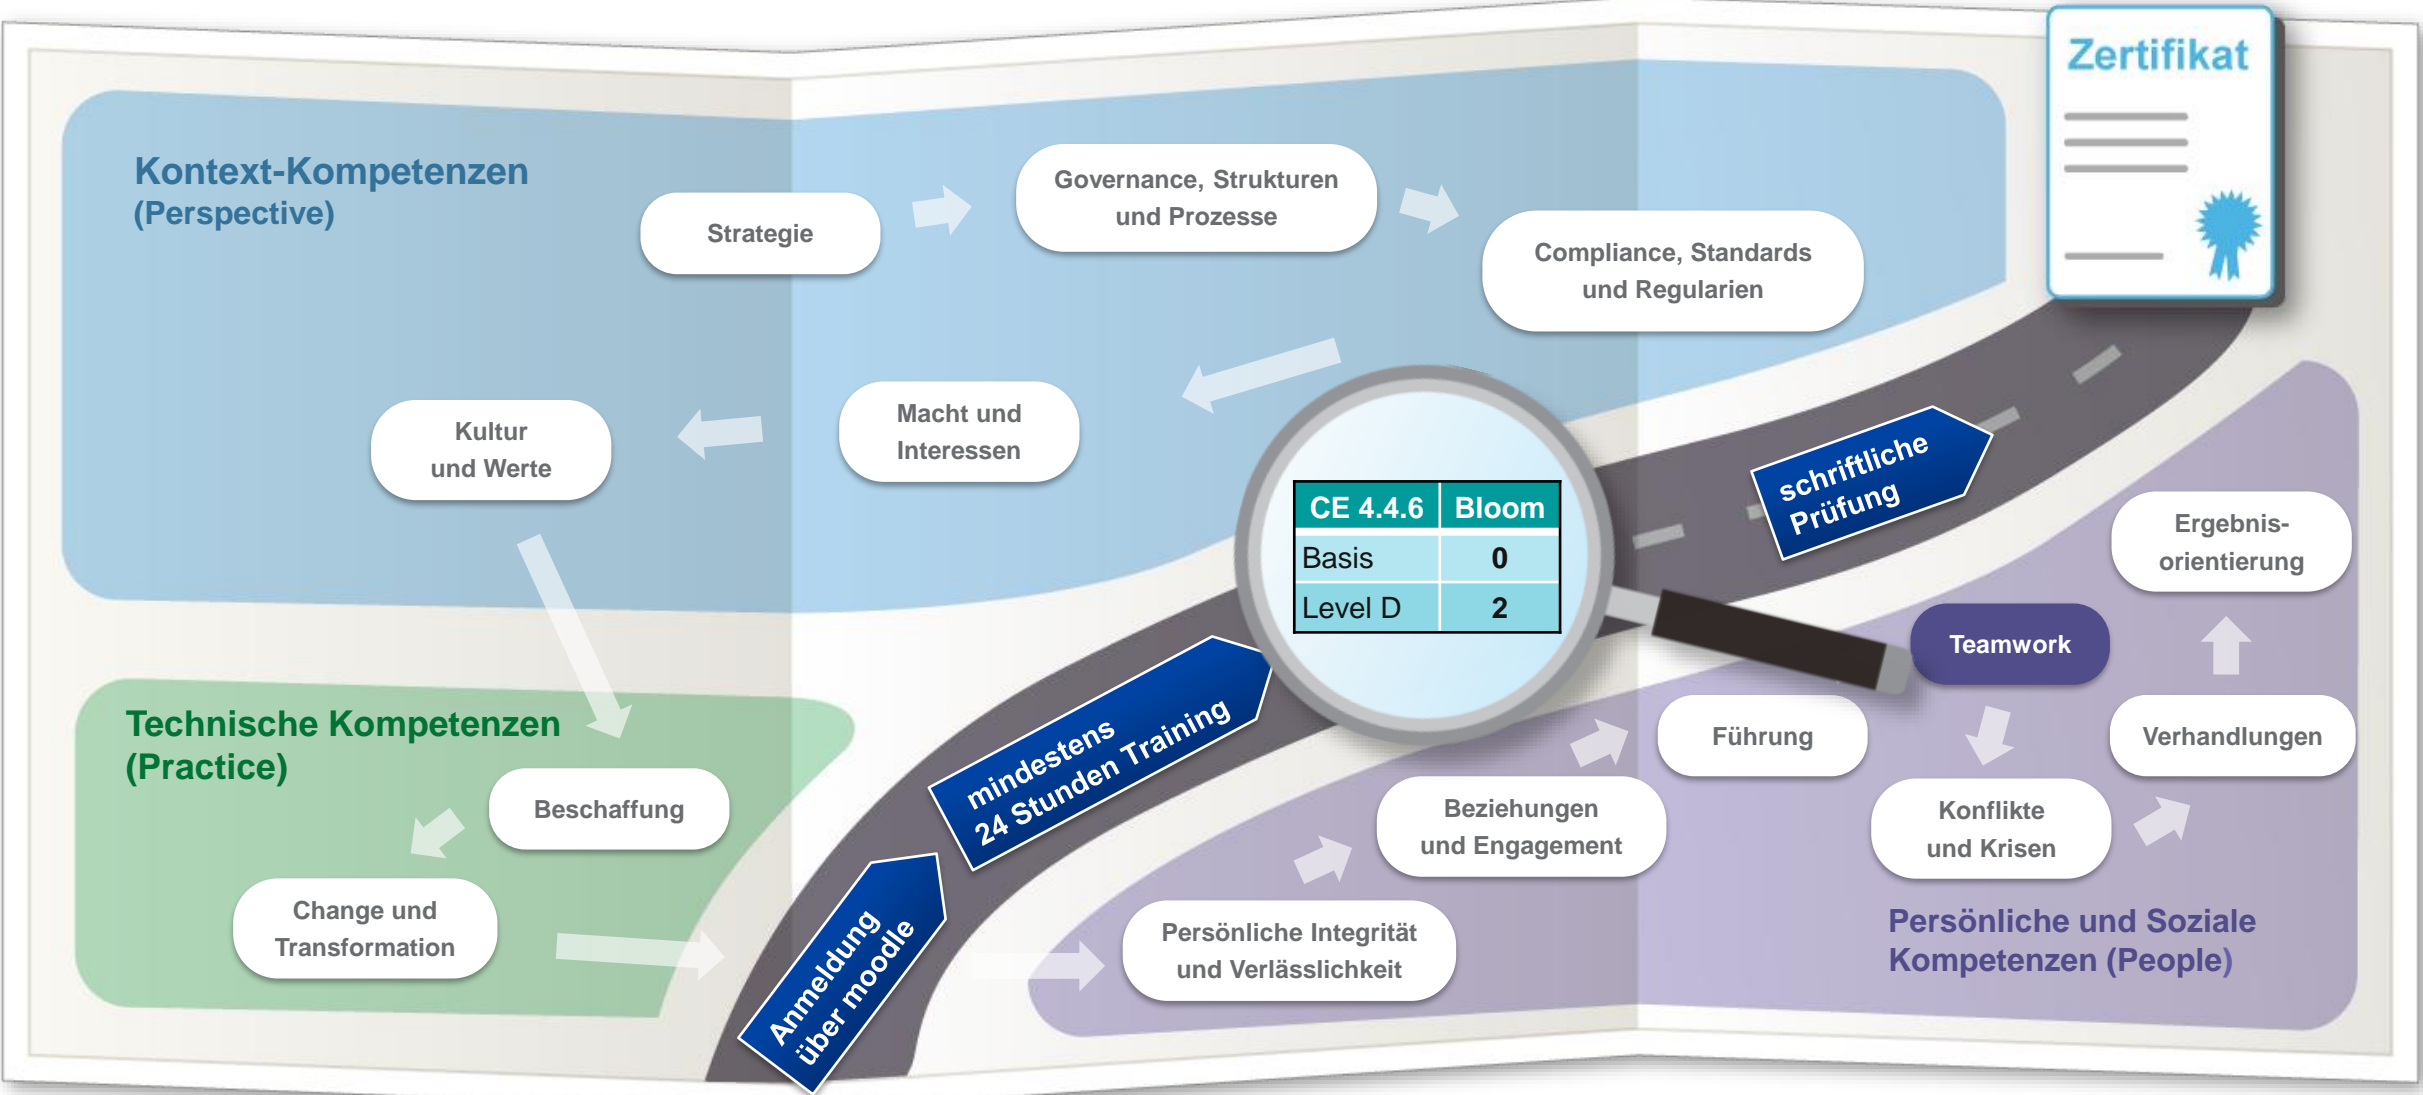 Zertifikat
Kontext-Kompetenzen
(Perspective)
Strategie
Governance, Strukturen
und Prozesse
Compliance, Standards
und Regularien
Macht und
Interessen
Kultur
und Werte
CE 4.4.6 Bloom
Basis 0
Level D 2
schriftliche
Prüfung
mindestens
24 Stunden Training
Anmeldung
über moodle
Technische Kompetenzen
(Practice)
Beschaffung
Change und
Transformation
Persönliche Integrität
und Verlässlichkeit
Beziehungen
und Engagement
Führung
Teamwork
Konflikte
und Krisen
Verhandlungen
Ergebnis-
orientierung
Persönliche und Soziale
Kompetenzen (People)